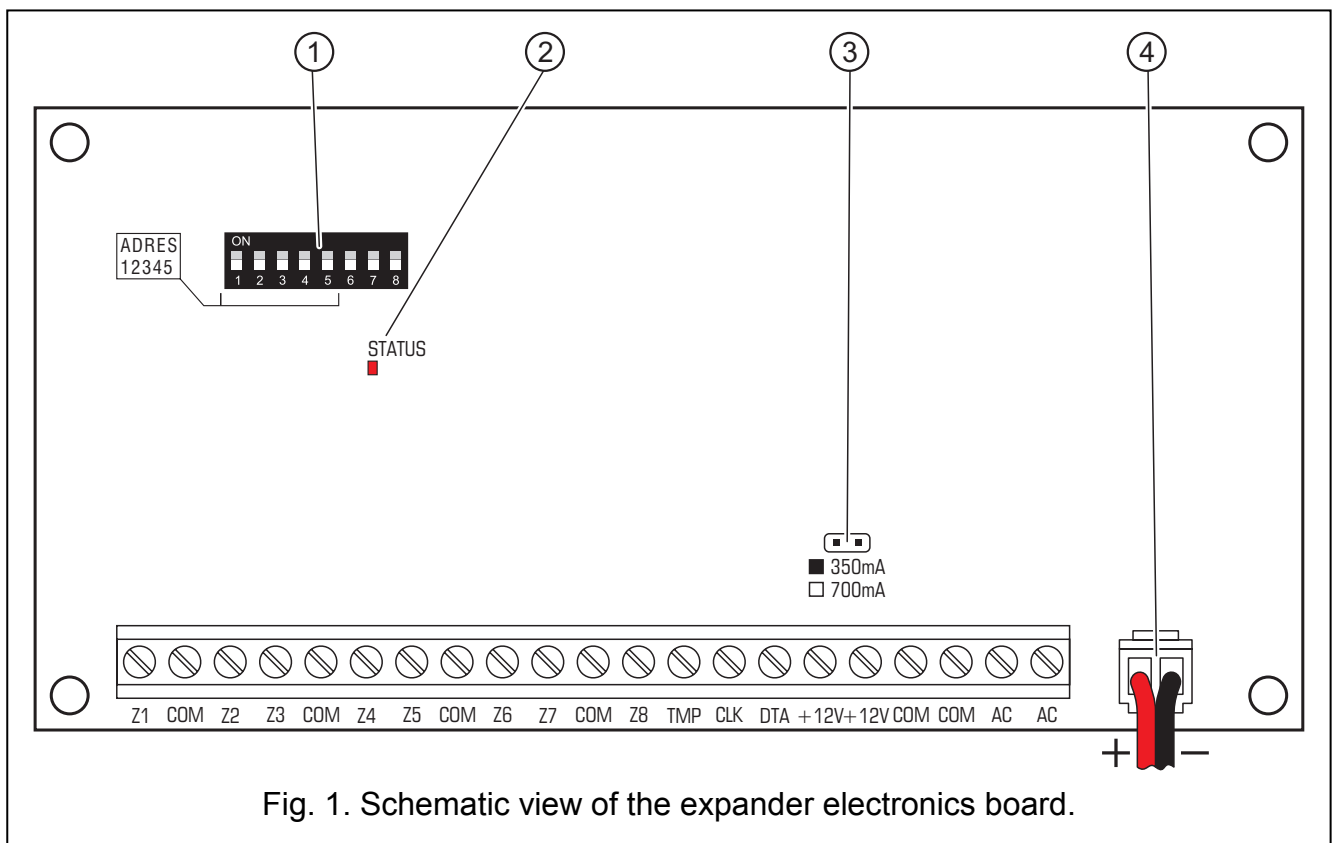 1 2 3 4
ADRES
12345
ON
1 2 3 4 5 6 7 8
STATUS
350mA
700mA
Z1 COM Z2 Z3 COM Z4 Z5 COM Z6 Z7 COM Z8 TMP CLK DTA +12V+12V COM COM AC AC
+ −
Fig. 1. Schematic view of the expander electronics board.